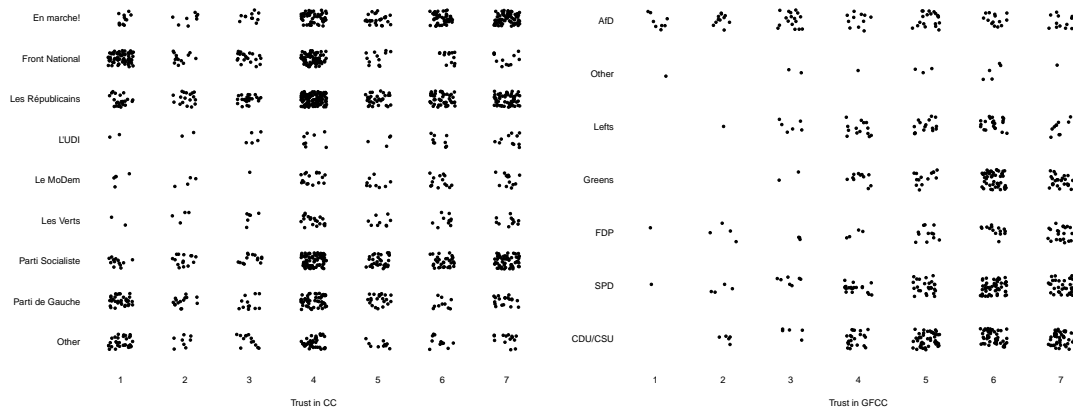 En marche!
Front National
Les Républicains
L'UDI
Le MoDem
Les Verts
Parti Socialiste
Parti de Gauche
Other
1 2 3 4 5 6 7
Trust in CC
AfD
Other
Lefts
Greens
FDP
SPD
CDU/CSU
1 2 3 4 5 6 7
Trust in GFCC